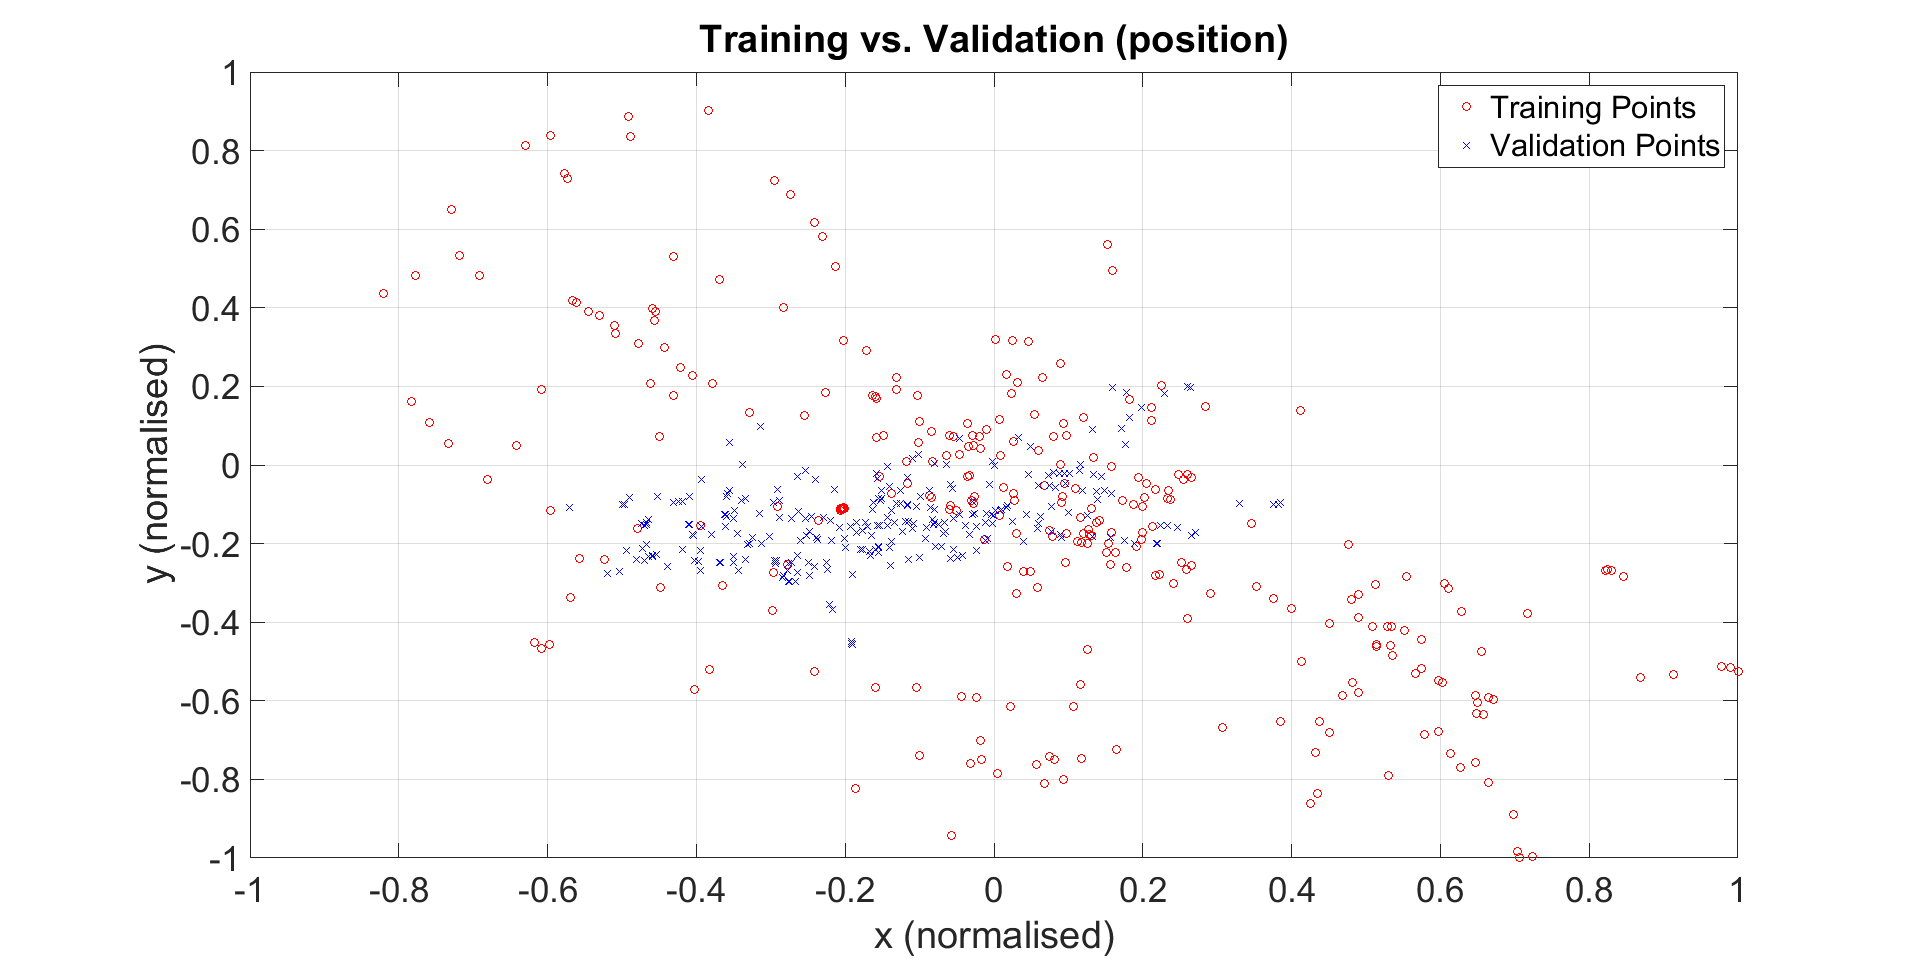 Training vs. Validation (position)
Training Points
Validation Points
1
0.8
0.6
0.4
0.2
0
-0.2
-0.4
-0.6
-0.8
-1
y (normalised)
-1 -0.8 -0.6 -0.4 -0.2 0 0.2 0.4 0.6 0.8 1
x (normalised)